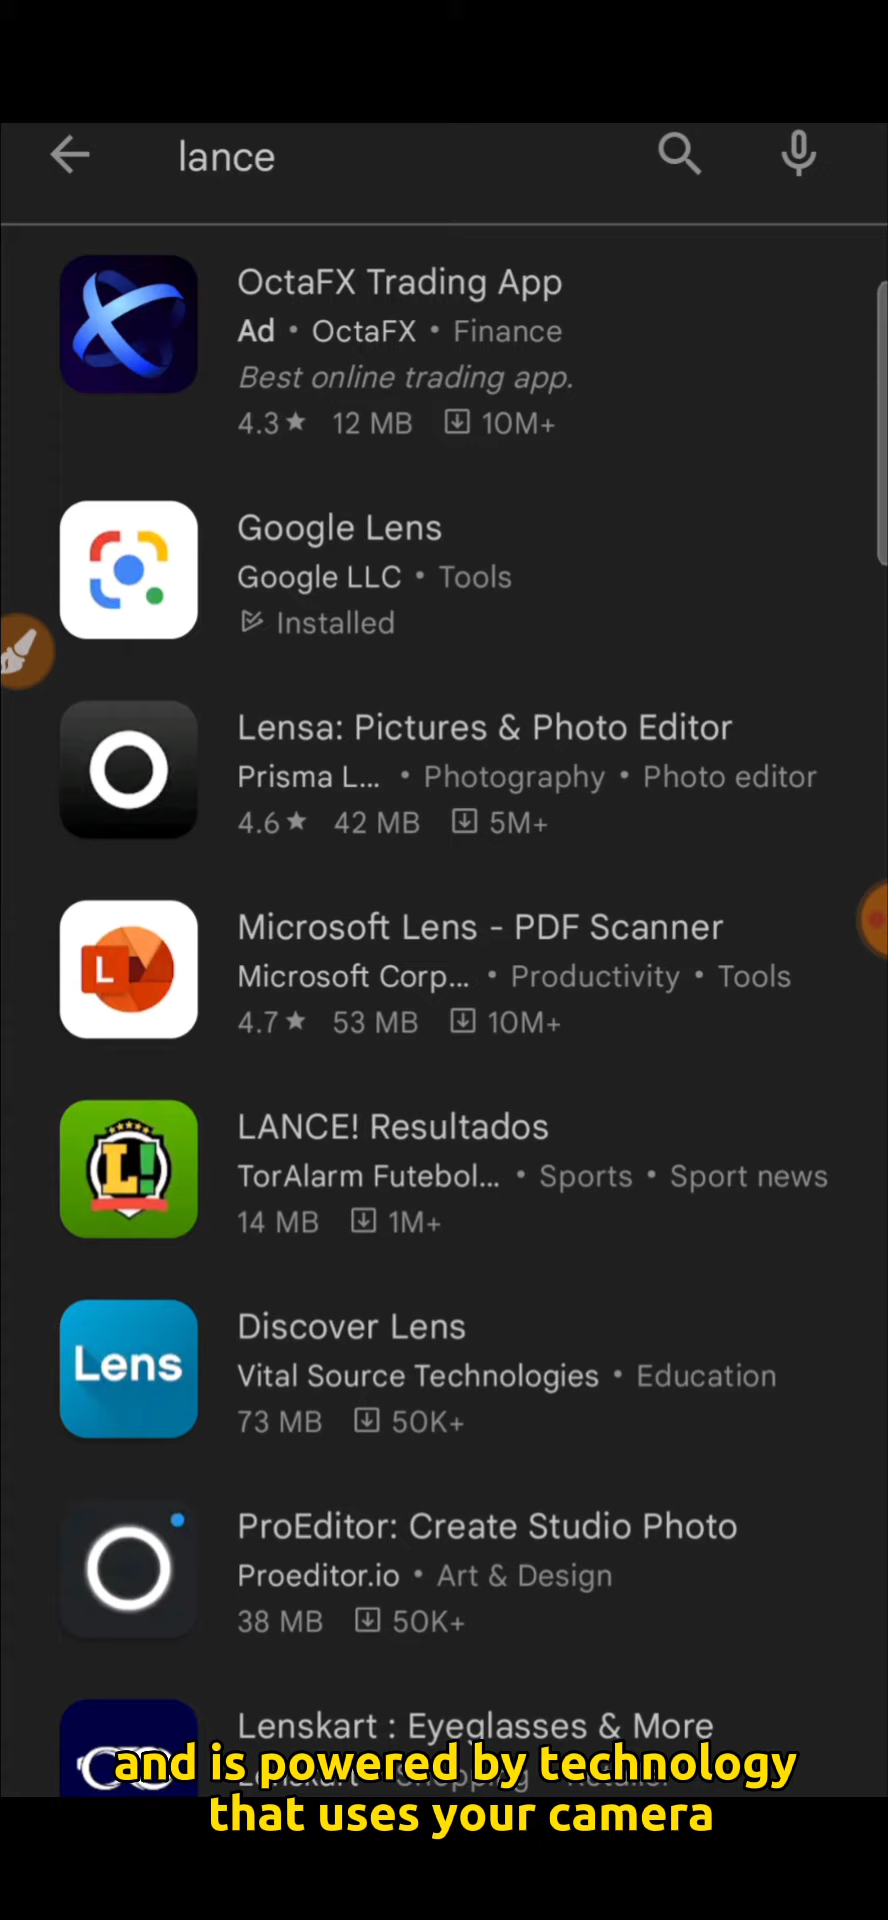 lance
OctaFX Trading App
Ad • OctaFX • Finance
Best online trading app.
4.3★ 12 MB 10M+
Google Lens
Google LLC • Tools
Installed
Lensa: Pictures & Photo Editor
Prisma L... • Photography • Photo editor
4.6★ 42 MB 5M+
Microsoft Lens - PDF Scanner
Microsoft Corp... • Productivity • Tools
L
4.7★ 53 MB 10M+
LANCE! Resultados
TorAlarm Futebol... • Sports • Sport news
L!
14 MB 1M+
Discover Lens
Lens
Vital Source Technologies • Education
73 MB 50K+
ProEditor: Create Studio Photo
Proeditor.io • Art & Design
38 MB 50K+
Lenskart : Eyeglasses & More
and is powered by technology
that uses your camera